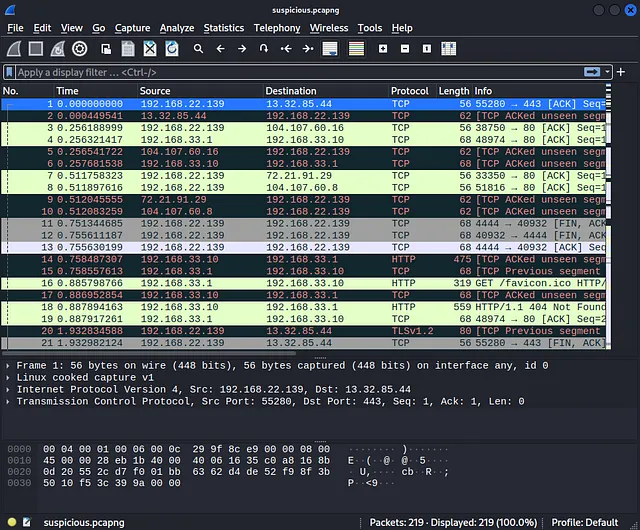 suspicious.pcapng
File Edit View Go Capture Analyze Statistics Telephony Wireless Tools Help
Apply a display filter ... <Ctrl-/>
No. Time Source Destination Protocol Length Info
1 0.000000000 192.168.22.139 13.32.85.44 TCP 56 55280 → 443 [ACK] Seq=
2 0.000449541 13.32.85.44 192.168.22.139 TCP 62 [TCP ACKed unseen segm
3 0.256188999 192.168.22.139 104.107.60.16 TCP 56 38750 → 80 [ACK] Seq=1
4 0.256321417 192.168.33.1 192.168.33.10 TCP 68 48974 → 80 [ACK] Seq=1
5 0.256541722 104.107.60.16 192.168.22.139 TCP 62 [TCP ACKed unseen segm
6 0.257681538 192.168.33.10 192.168.33.1 TCP 68 [TCP ACKed unseen segm
7 0.511758323 192.168.22.139 72.21.91.29 TCP 56 33350 → 80 [ACK] Seq=1
8 0.511897616 192.168.22.139 104.107.60.8 TCP 56 51816 → 80 [ACK] Seq=1
9 0.512045555 72.21.91.29 192.168.22.139 TCP 62 [TCP ACKed unseen segm
10 0.512083259 104.107.60.8 192.168.22.139 TCP 62 [TCP ACKed unseen segm
11 0.751344685 192.168.22.139 192.168.22.139 TCP 68 4444 → 40932 [FIN, ACK
12 0.755611187 192.168.22.139 192.168.22.139 TCP 68 40932 → 4444 [FIN, ACK
13 0.755630199 192.168.22.139 192.168.22.139 TCP 68 4444 → 40932 [ACK] Seq
14 0.758487307 192.168.33.10 192.168.33.1 HTTP 475 [TCP ACKed unseen segm
15 0.758557613 192.168.33.1 192.168.33.10 TCP 68 [TCP Previous segment
16 0.885798766 192.168.33.1 192.168.33.10 HTTP 319 GET /favicon.ico HTTP/
17 0.886952854 192.168.33.10 192.168.33.1 TCP 68 [TCP ACKed unseen segm
18 0.887894163 192.168.33.10 192.168.33.1 HTTP 559 HTTP/1.1 404 Not Found
19 0.887917261 192.168.33.1 192.168.33.10 TCP 68 48974 → 80 [ACK] Seq=2
20 1.932834588 192.168.22.139 13.32.85.44 TLSv1.2 80 [TCP Previous segment
21 1.932982124 192.168.22.139 13.32.85.44 TCP 56 55280 → 443 [FIN, ACK]
Frame 1: 56 bytes on wire (448 bits), 56 bytes captured (448 bits) on interface any, id 0
Linux cooked capture v1
Internet Protocol Version 4, Src: 192.168.22.139, Dst: 13.32.85.44
Transmission Control Protocol, Src Port: 55280, Dst Port: 443, Seq: 1, Ack: 1, Len: 0
0000 00 04 00 01 00 06 00 0c 29 9f 8c e9 00 00 08 00 ········ )·······
0010 45 00 00 28 eb 1b 40 00 40 06 16 35 c0 a8 16 8b E··(··@· @··5····
0020 0d 20 55 2c d7 f0 01 bb 63 62 d4 de 52 f9 8f 3b · U,···· cb··R··;
0030 50 10 f5 3c 39 9a 00 00 P··<9···
suspicious.pcapng Packets: 219 · Displayed: 219 (100.0%) Profile: Default